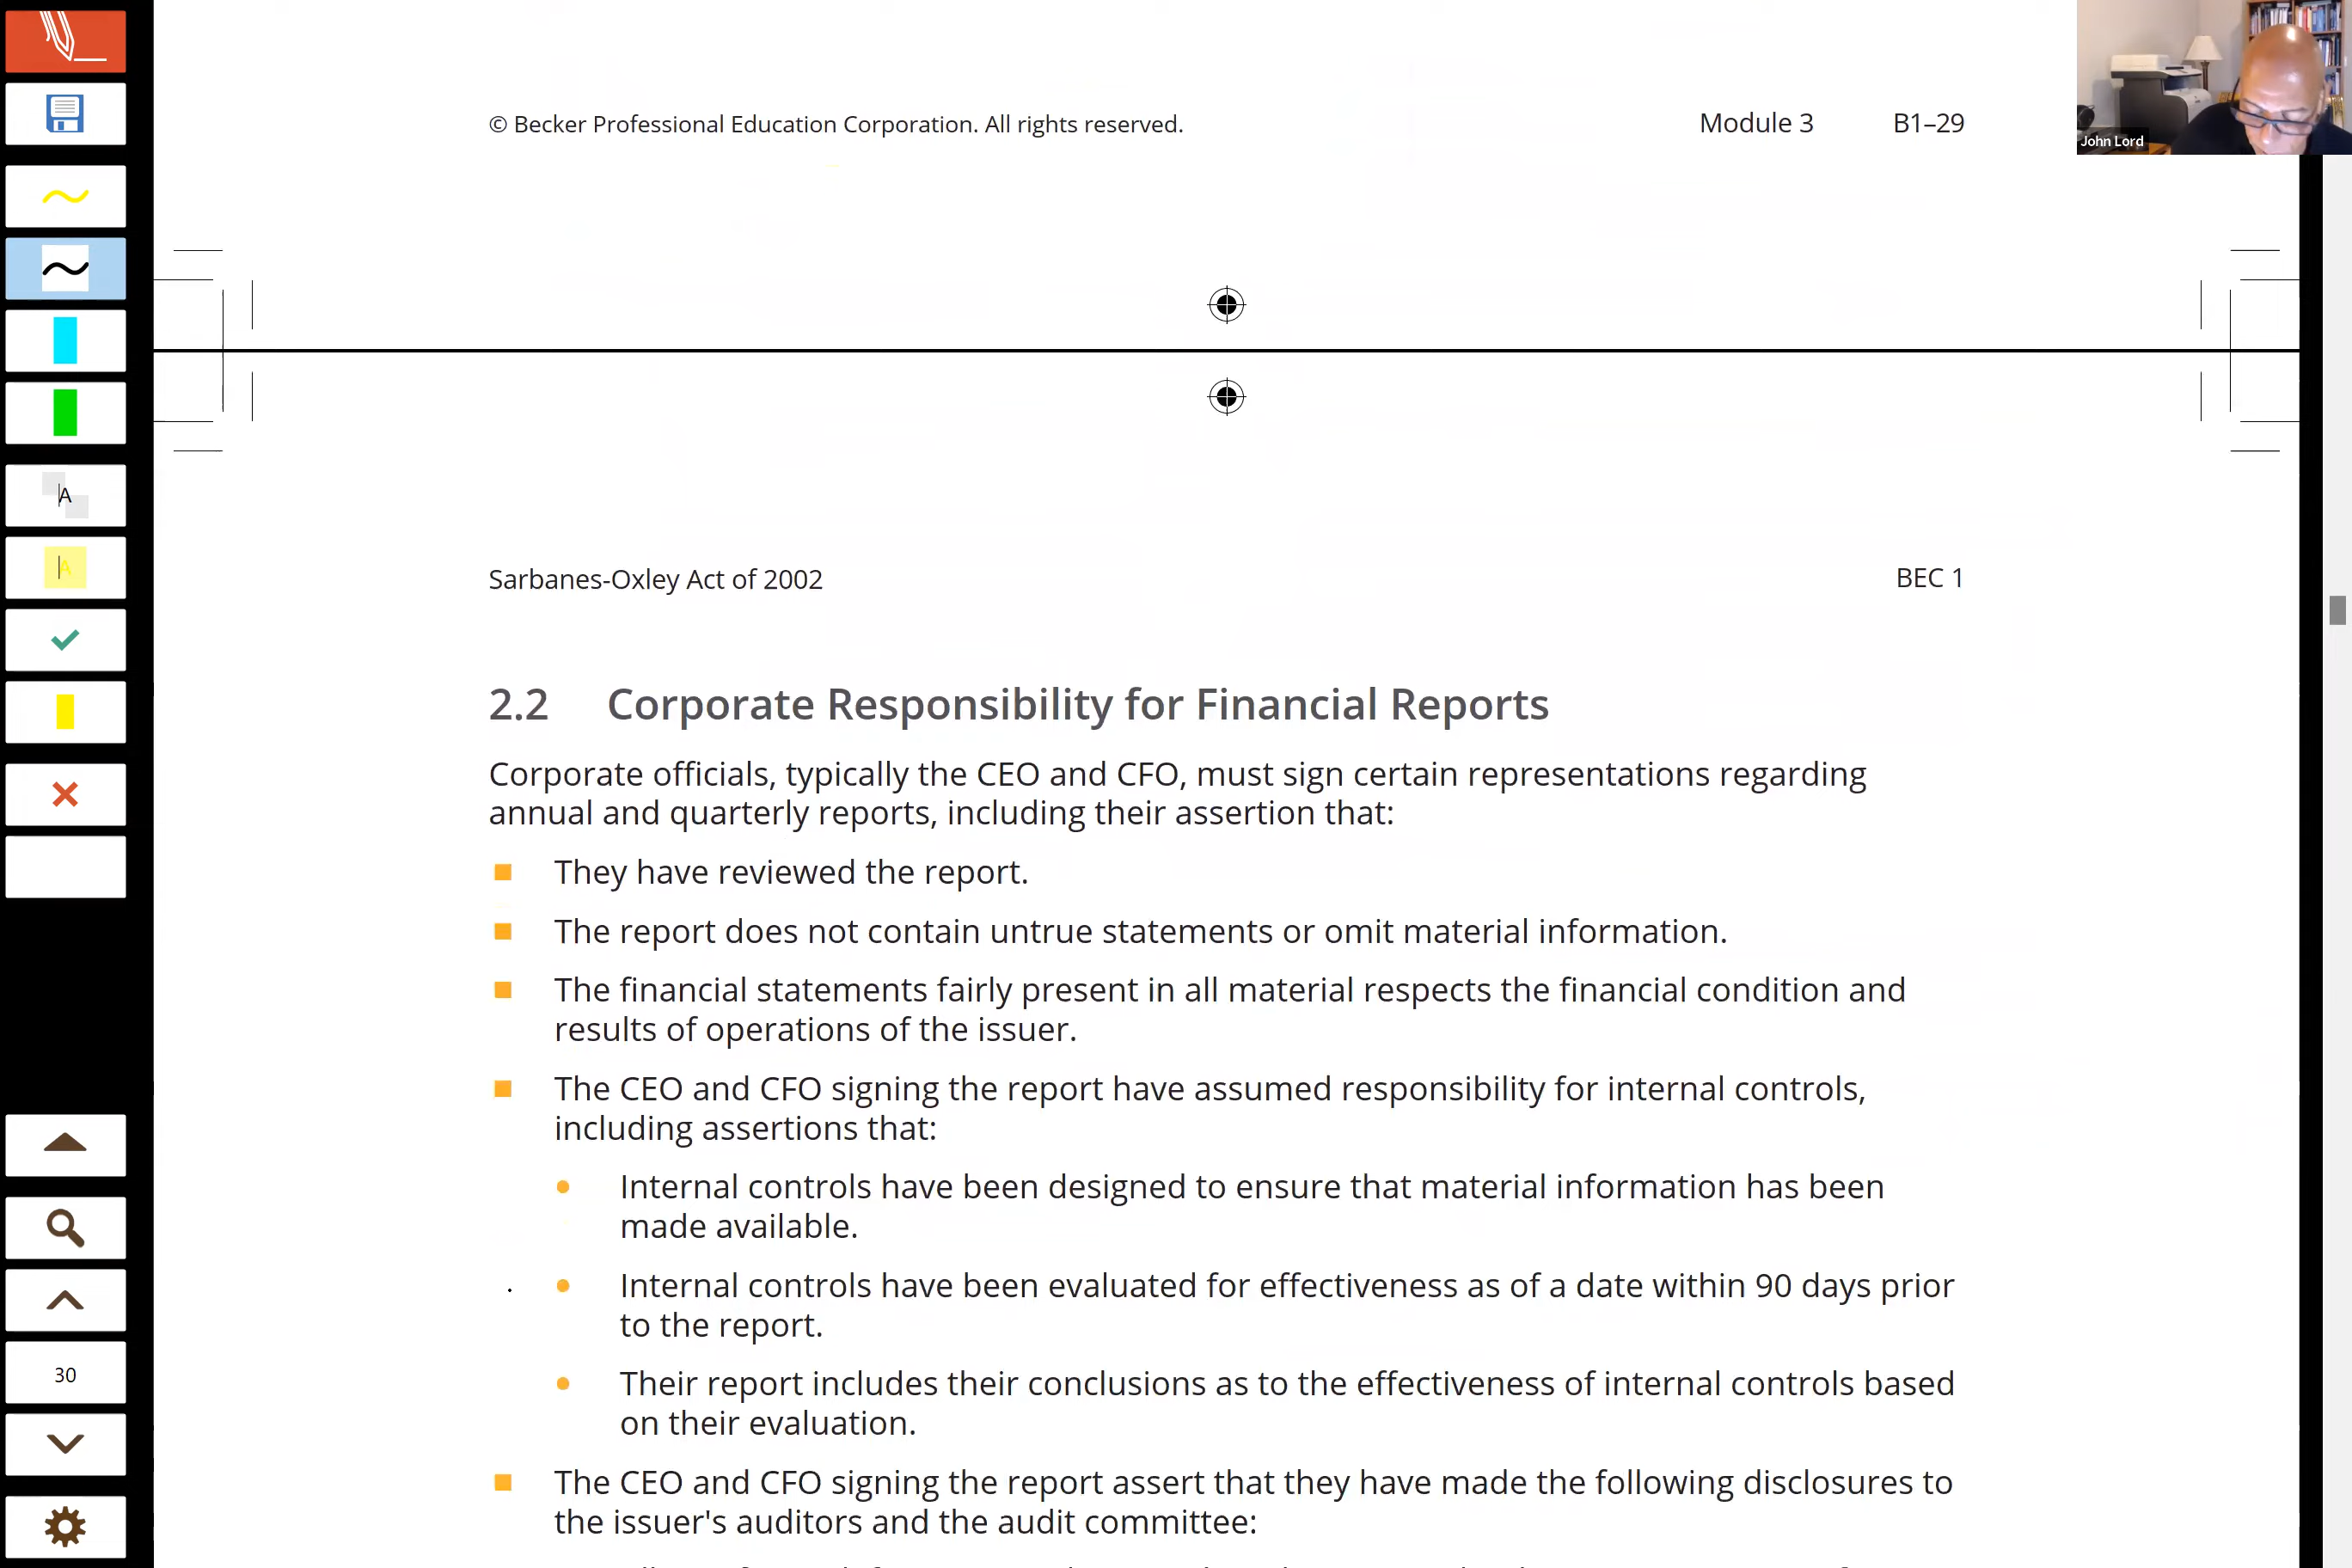 © Becker Professional Education Corporation. All rights reserved.
Module 3
B1–29
John Lord
Sarbanes-Oxley Act of 2002
BEC 1
2.2 Corporate Responsibility for Financial Reports
Corporate officials, typically the CEO and CFO, must sign certain representations regarding
annual and quarterly reports, including their assertion that:
They have reviewed the report.
The report does not contain untrue statements or omit material information.
The financial statements fairly present in all material respects the financial condition and
results of operations of the issuer.
The CEO and CFO signing the report have assumed responsibility for internal controls,
including assertions that:
Internal controls have been designed to ensure that material information has been
made available.
Internal controls have been evaluated for effectiveness as of a date within 90 days prior
to the report.
Their report includes their conclusions as to the effectiveness of internal controls based
on their evaluation.
The CEO and CFO signing the report assert that they have made the following disclosures to
the issuer's auditors and the audit committee:
A
A
30